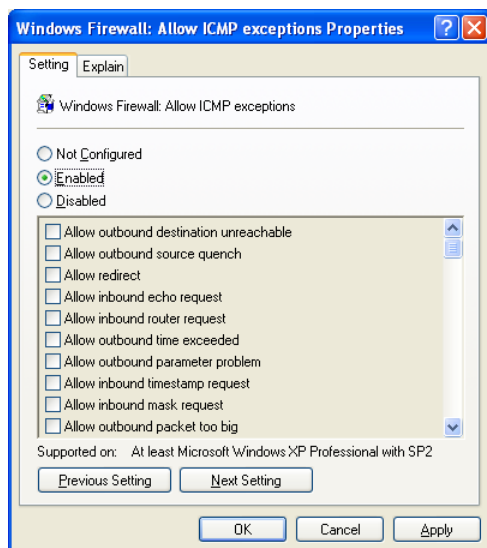 Windows Firewall: Allow ICMP exceptions Properties
Setting
Explain
Windows Firewall: Allow ICMP exceptions
Not Configured
Enabled
Disabled
Allow outbound destination unreachable
Allow outbound source quench
Allow redirect
Allow inbound echo request
Allow inbound router request
Allow outbound time exceeded
Allow outbound parameter problem
Allow inbound timestamp request
Allow inbound mask request
Allow outbound packet too big
Supported on: At least Microsoft Windows XP Professional with SP2
Previous Setting
Next Setting
OK
Cancel
Apply